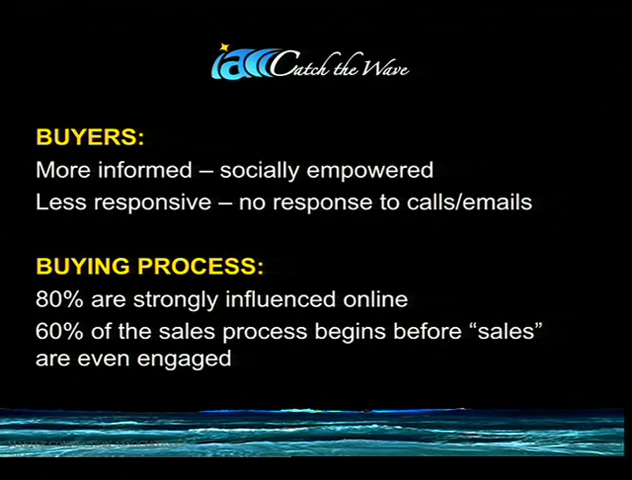 Catch the Wave
BUYERS:
More informed – socially empowered
Less responsive – no response to calls/emails
BUYING PROCESS:
80% are strongly influenced online
60% of the sales process begins before “sales”
are even engaged